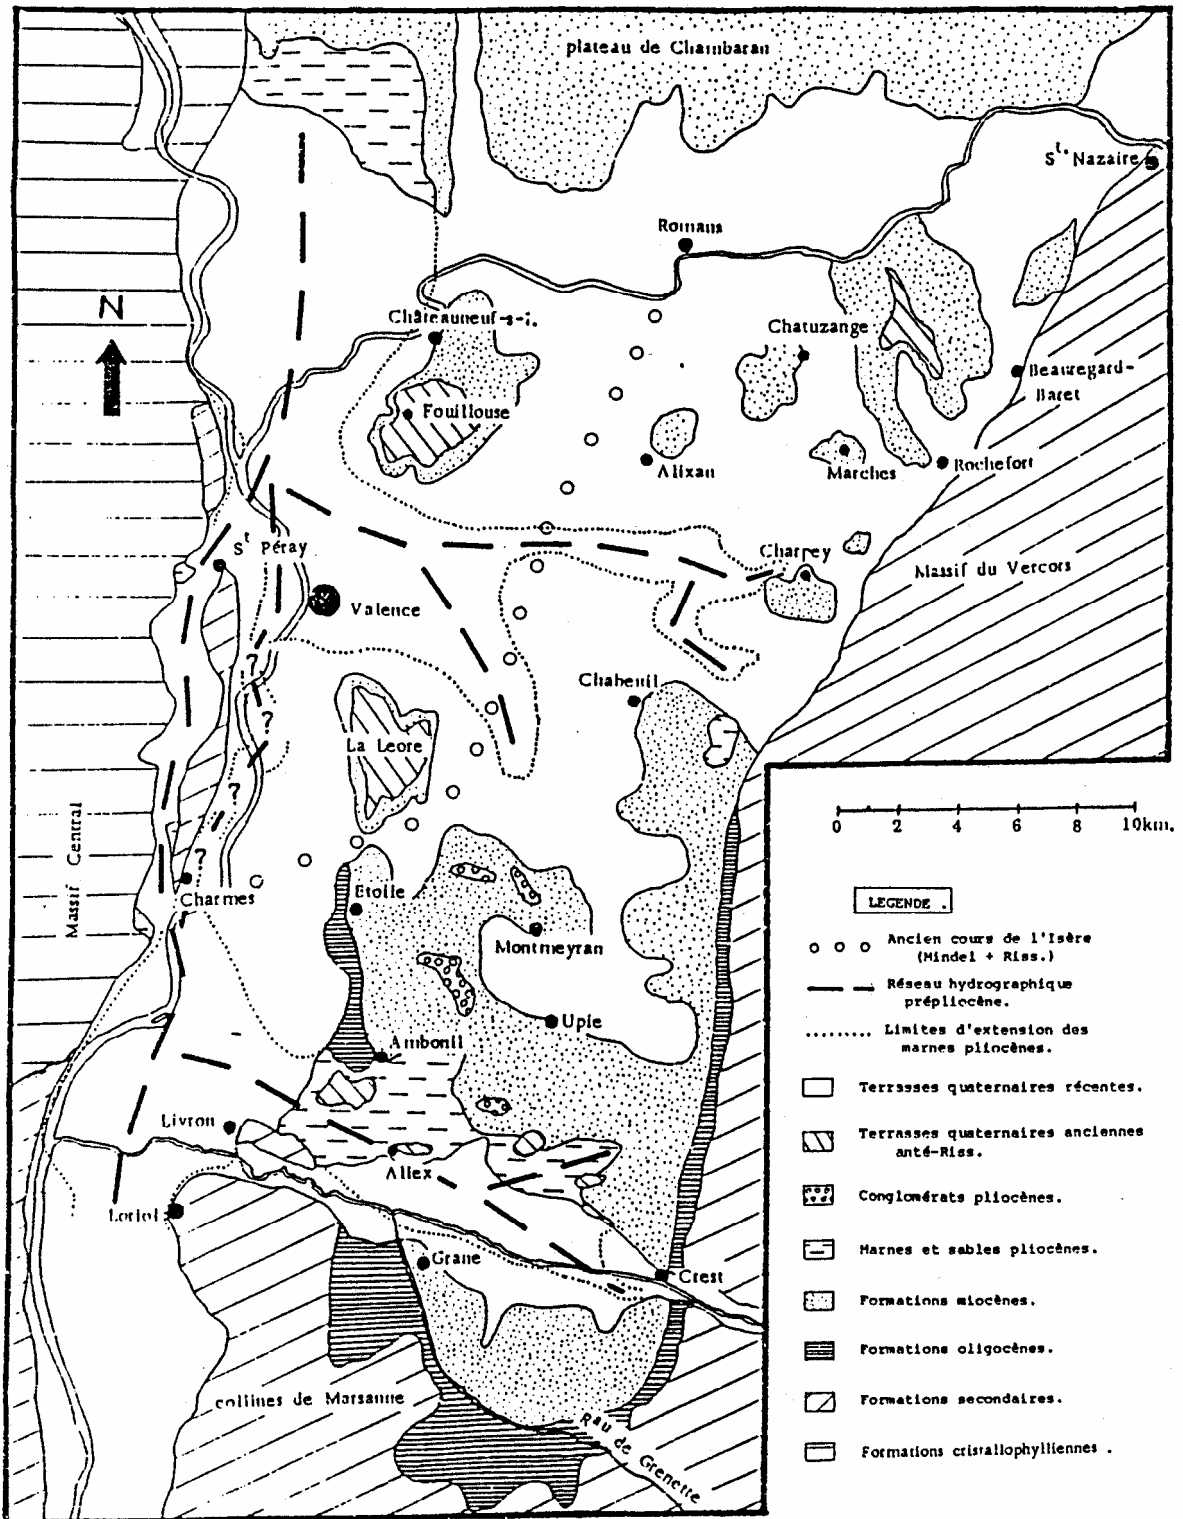 plateau de Chambaran
St. Nazaire
Romans
N
Châteauneuf-s-i.
Chatuzange
Beauregard-
Baret
Fouillouse
Alixan
Marches
Rochefort
St Péray
Charpey
Massif du Vercors
Valence
?
Chabeuil
?
La Léore
?
0 2 4 6 8 10km.
Massif Central
?
Charmes
Etoile
LEGENDE .
Montmeyran
Ancien cours de l'Isère
(Mindel + Riss.)
Réseau hydrographique
prépliocène.
Upie
Limites d'extension des
marnes pliocènes.
Ambonil
Terrasses quaternaires récentes.
Livron
Terrasses quaternaires anciennes
anté-Riss.
Allex
Conglomérats pliocènes.
Loriol
Marnes et sables pliocènes.
Grane
Crest
Formations miocènes.
Formations oligocènes.
collines de Marsanne
Formations secondaires.
Rau de Grenette
Formations cristallophylliennes .